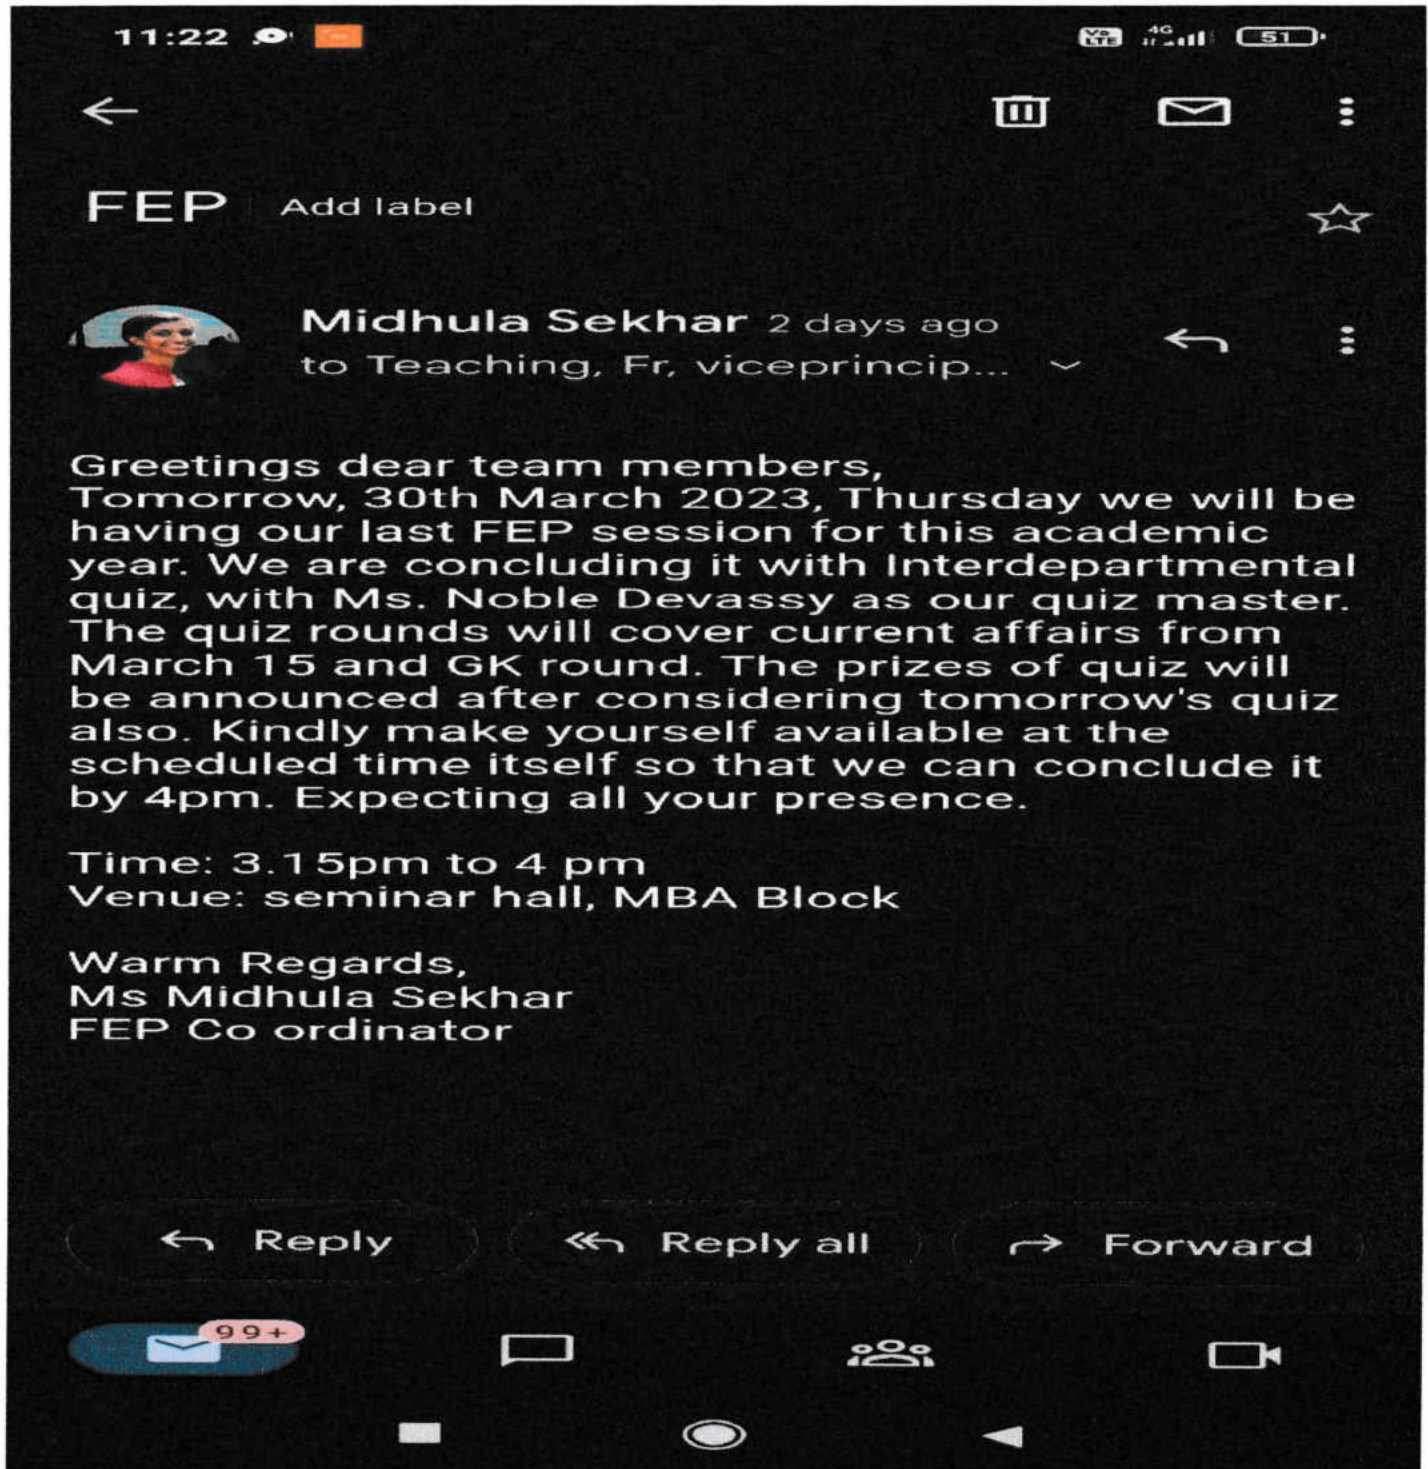 11:22
Vo LTE 4G 51
FEP Add label
Midhula Sekhar 2 days ago
to Teaching, Fr, viceprincip...
Greetings dear team members,
Tomorrow, 30th March 2023, Thursday we will be
having our last FEP session for this academic
year. We are concluding it with Interdepartmental
quiz, with Ms. Noble Devassy as our quiz master.
The quiz rounds will cover current affairs from
March 15 and GK round. The prizes of quiz will
be announced after considering tomorrow's quiz
also. Kindly make yourself available at the
scheduled time itself so that we can conclude it
by 4pm. Expecting all your presence.
Time: 3.15pm to 4 pm
Venue: seminar hall, MBA Block
Warm Regards,
Ms Midhula Sekhar
FEP Co ordinator
Reply Reply all Forward
99+